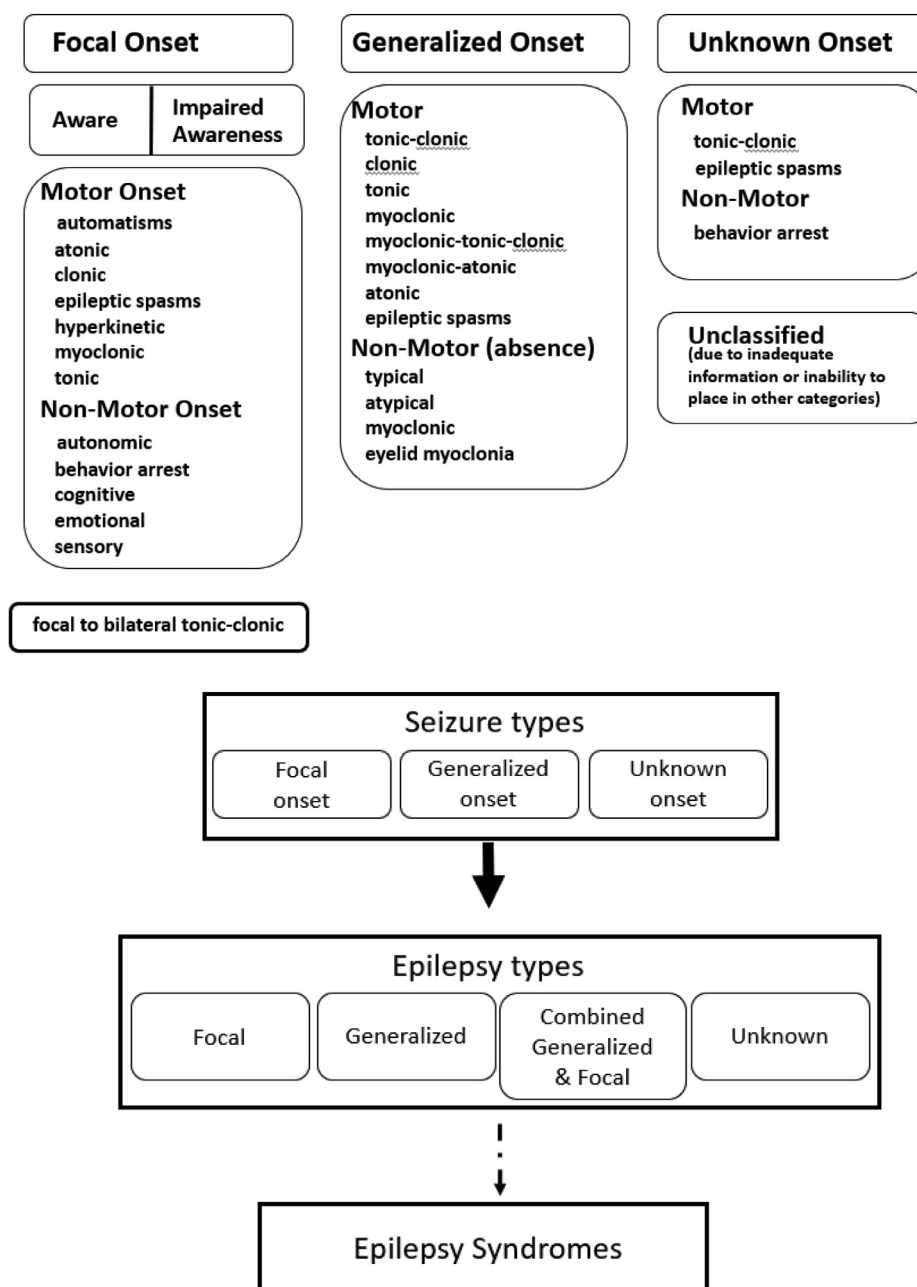 Focal Onset
Aware
Impaired
Awareness
Motor Onset
automatisms
atonic
clonic
epileptic spasms
hyperkinetic
myoclonic
tonic
Non-Motor Onset
autonomic
behavior arrest
cognitive
emotional
sensory
focal to bilateral tonic-clonic
Generalized Onset
Motor
tonic-clonic
clonic
tonic
myoclonic
myoclonic-tonic-clonic
myoclonic-atonic
atonic
epileptic spasms
Non-Motor (absence)
typical
atypical
myoclonic
eyelid myoclonia
Unknown Onset
Motor
tonic-clonic
epileptic spasms
Non-Motor
behavior arrest
Unclassified
(due to inadequate
information or inability to
place in other categories)
Seizure types
Focal
onset
Generalized
onset
Unknown
onset
Epilepsy types
Focal
Generalized
Combined
Generalized
& Focal
Unknown
Epilepsy Syndromes